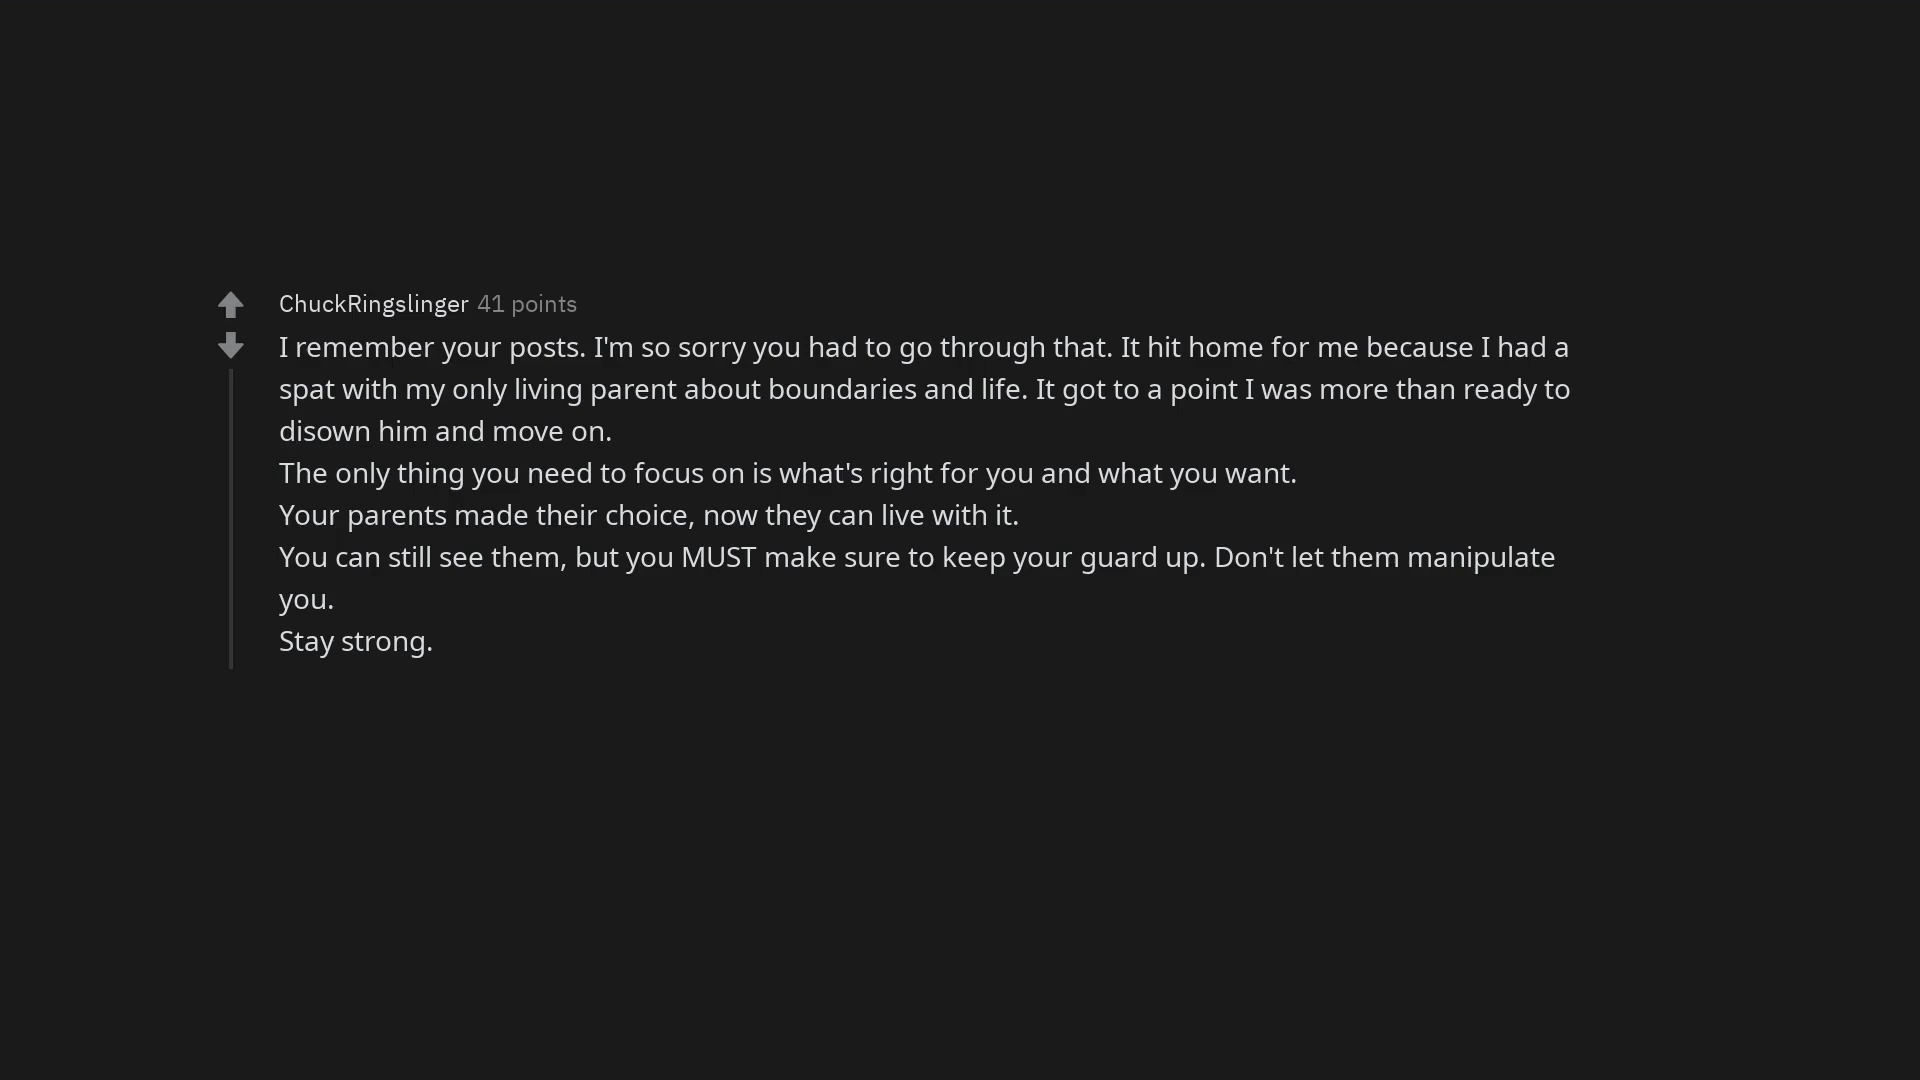 ChuckRingslinger 41 points
I remember your posts. I'm so sorry you had to go through that. It hit home for me because I had a
spat with my only living parent about boundaries and life. It got to a point I was more than ready to
disown him and move on.
The only thing you need to focus on is what's right for you and what you want.
Your parents made their choice, now they can live with it.
You can still see them, but you MUST make sure to keep your guard up. Don't let them manipulate
you.
Stay strong.